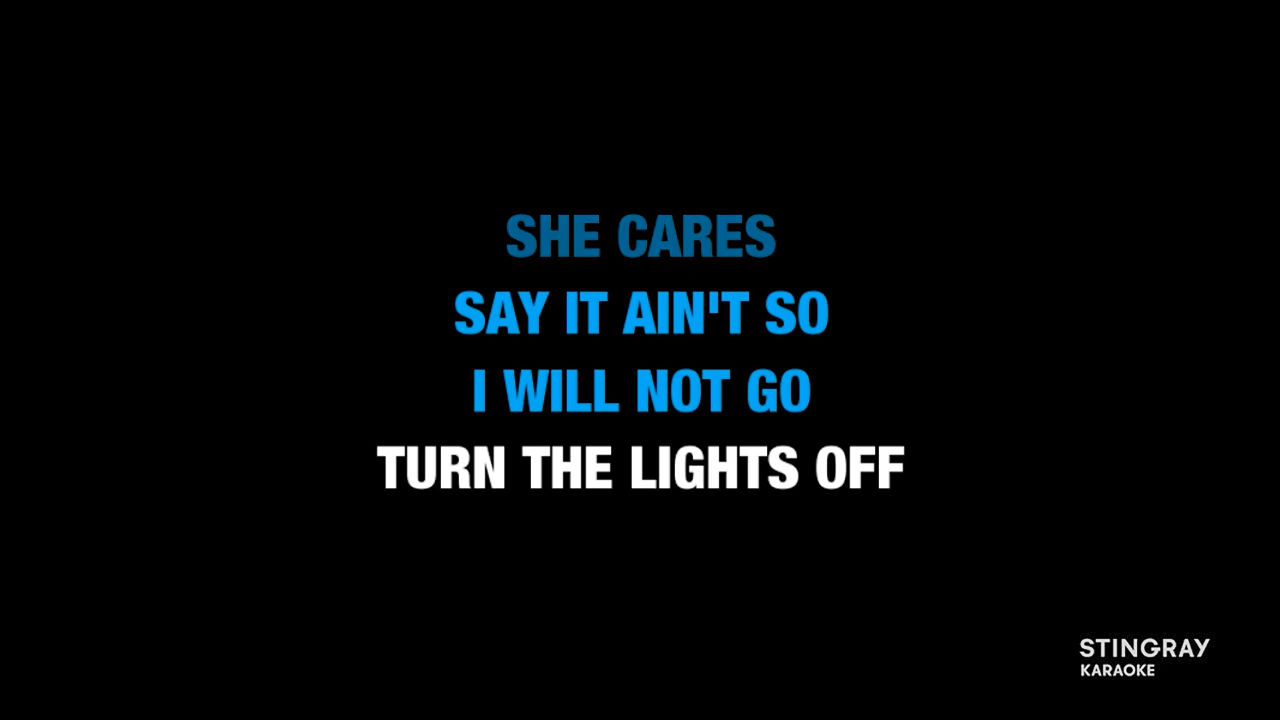 SHE CARES
SAY IT AIN'T SO
I WILL NOT GO
TURN THE LIGHTS OFF
STINGRAY
KARAOKE